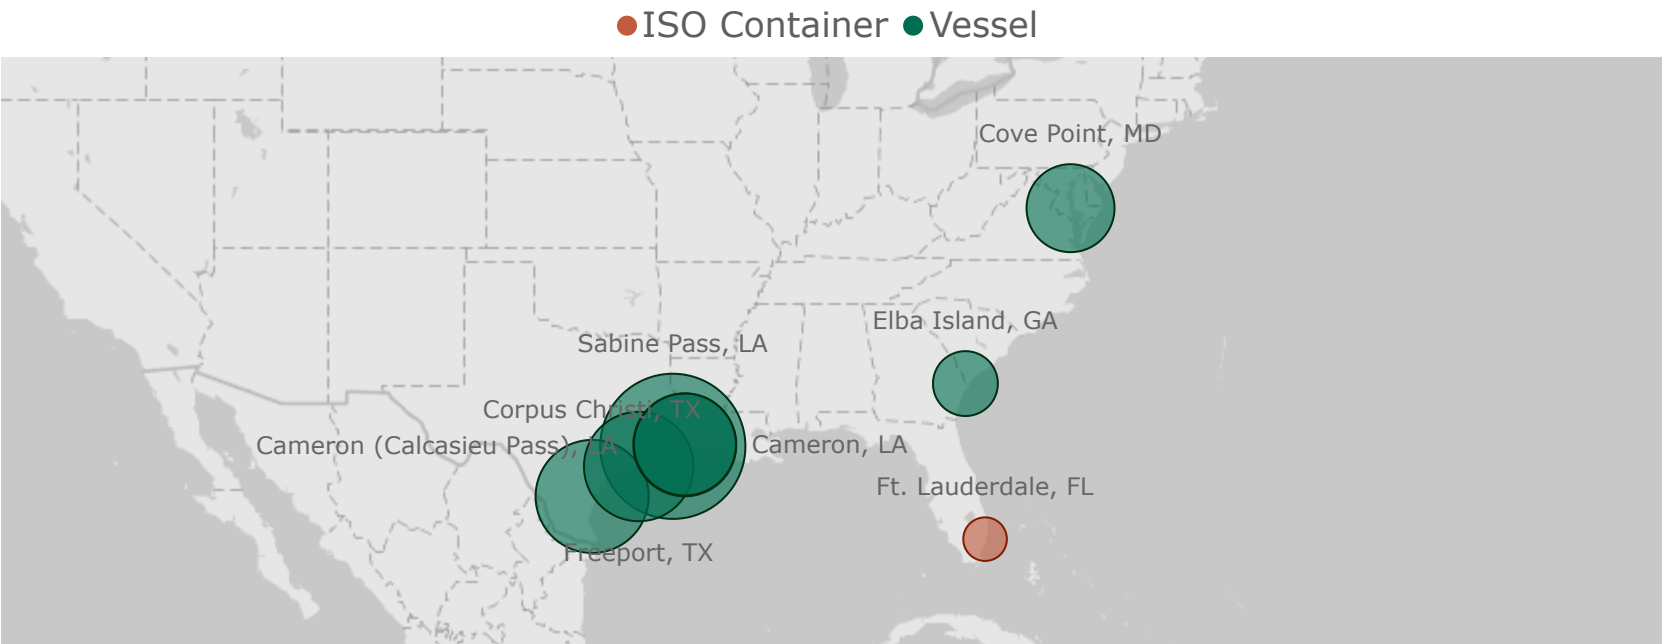 ISO Container Vessel
Cove Point, MD
Elba Island, GA
Sabine Pass, LA
Corpus Christi, TX
Cameron (Calcasieu Pass), LA
Cameron, LA
Ft. Lauderdale, FL
Freeport, TX